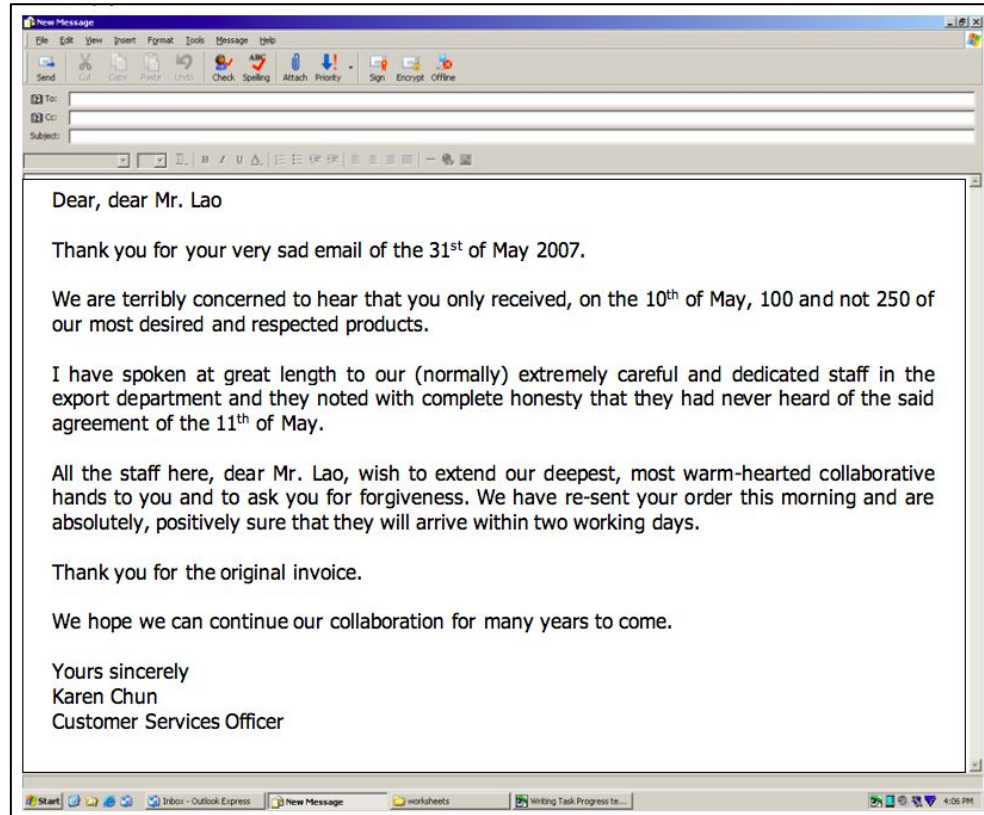 New Message
File Edit View Insert Format Tools Message Help
Send Cut Copy Paste Undo Check Spelling Attach Priority Sign Encrypt Offline
To:
Cc:
Subject:
Dear, dear Mr. Lao
Thank you for your very sad email of the 31st of May 2007.
We are terribly concerned to hear that you only received, on the 10th of May, 100 and not 250 of
our most desired and respected products.
I have spoken at great length to our (normally) extremely careful and dedicated staff in the
export department and they noted with complete honesty that they had never heard of the said
agreement of the 11th of May.
All the staff here, dear Mr. Lao, wish to extend our deepest, most warm-hearted collaborative
hands to you and to ask you for forgiveness. We have re-sent your order this morning and are
absolutely, positively sure that they will arrive within two working days.
Thank you for the original invoice.
We hope we can continue our collaboration for many years to come.
Yours sincerely
Karen Chun
Customer Services Officer
Start Inbox - Outlook Express New Message worksheets Writing Task Progress te... 4:06 PM